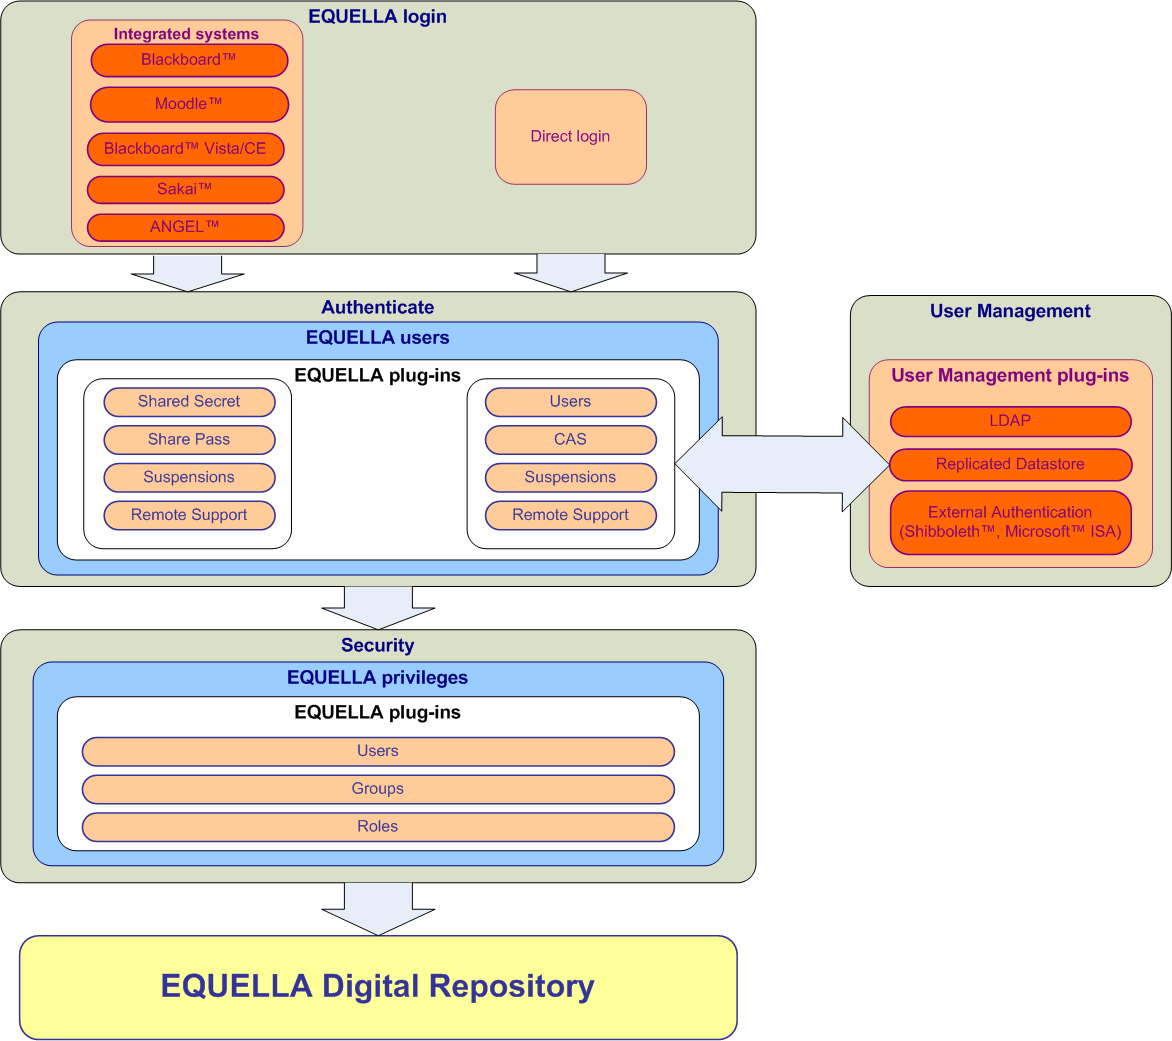 EQUELLA login
Integrated systems
Blackboard™
Moodle™
Blackboard™ Vista/CE
Sakai™
ANGEL™
Direct login
Authenticate
EQUELLA users
EQUELLA plug-ins
Shared Secret
Share Pass
Suspensions
Remote Support
Users
CAS
Suspensions
Remote Support
User Management
User Management plug-ins
LDAP
Replicated Datastore
External Authentication
(Shibboleth™, Microsoft™ ISA)
Security
EQUELLA privileges
EQUELLA plug-ins
Users
Groups
Roles
EQUELLA Digital Repository